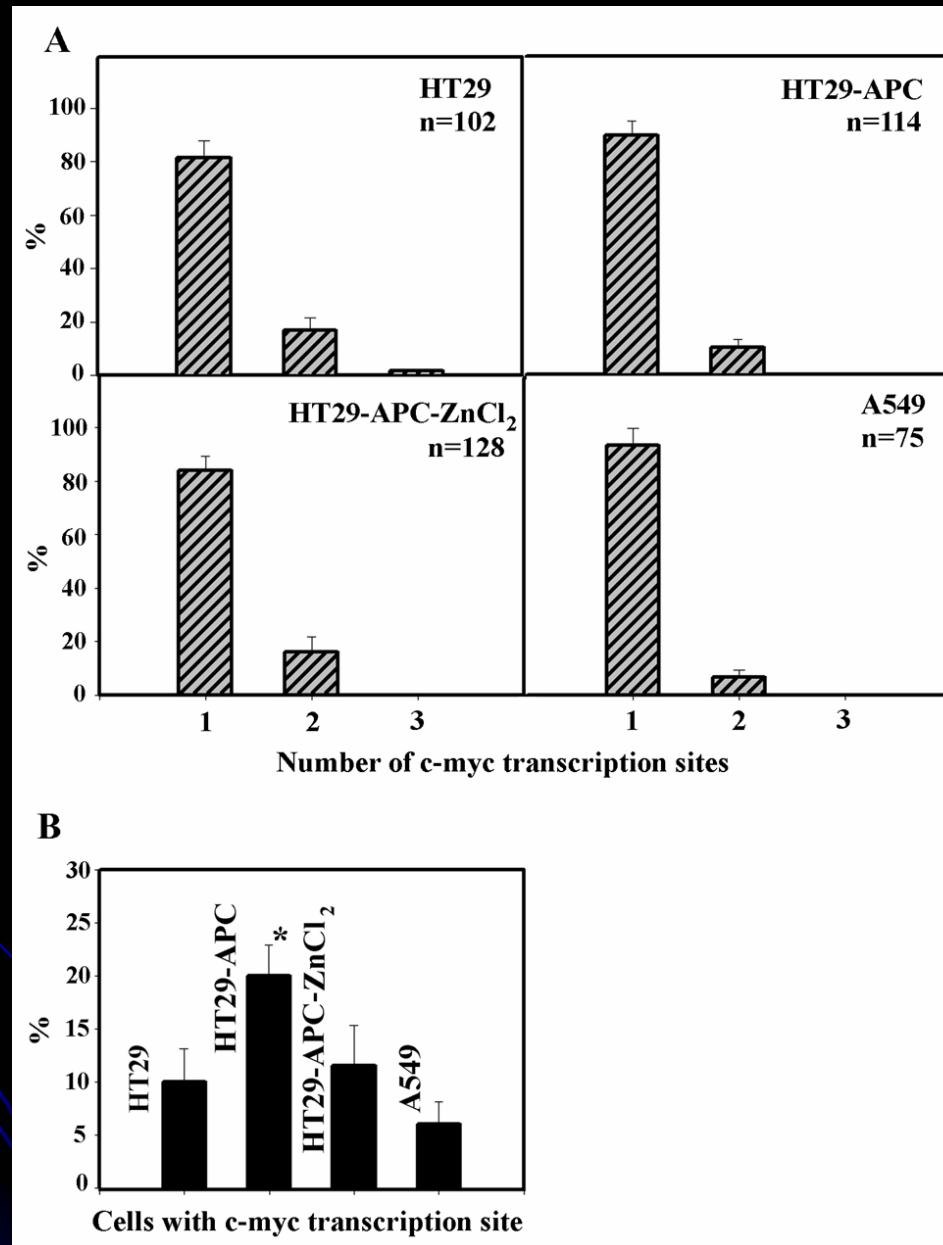 A
HT29
n=102
HT29-APC
n=114
100
80
60
40
20
0
%
HT29-APC-ZnCl₂
n=128
A549
n=75
100
80
60
40
20
0
%
1 2 3 1 2 3
Number of c-myc transcription sites
B
30
25
20
15
10
5
0
%
HT29
HT29-APC
*
HT29-APC-ZnCl₂
A549
Cells with c-myc transcription site